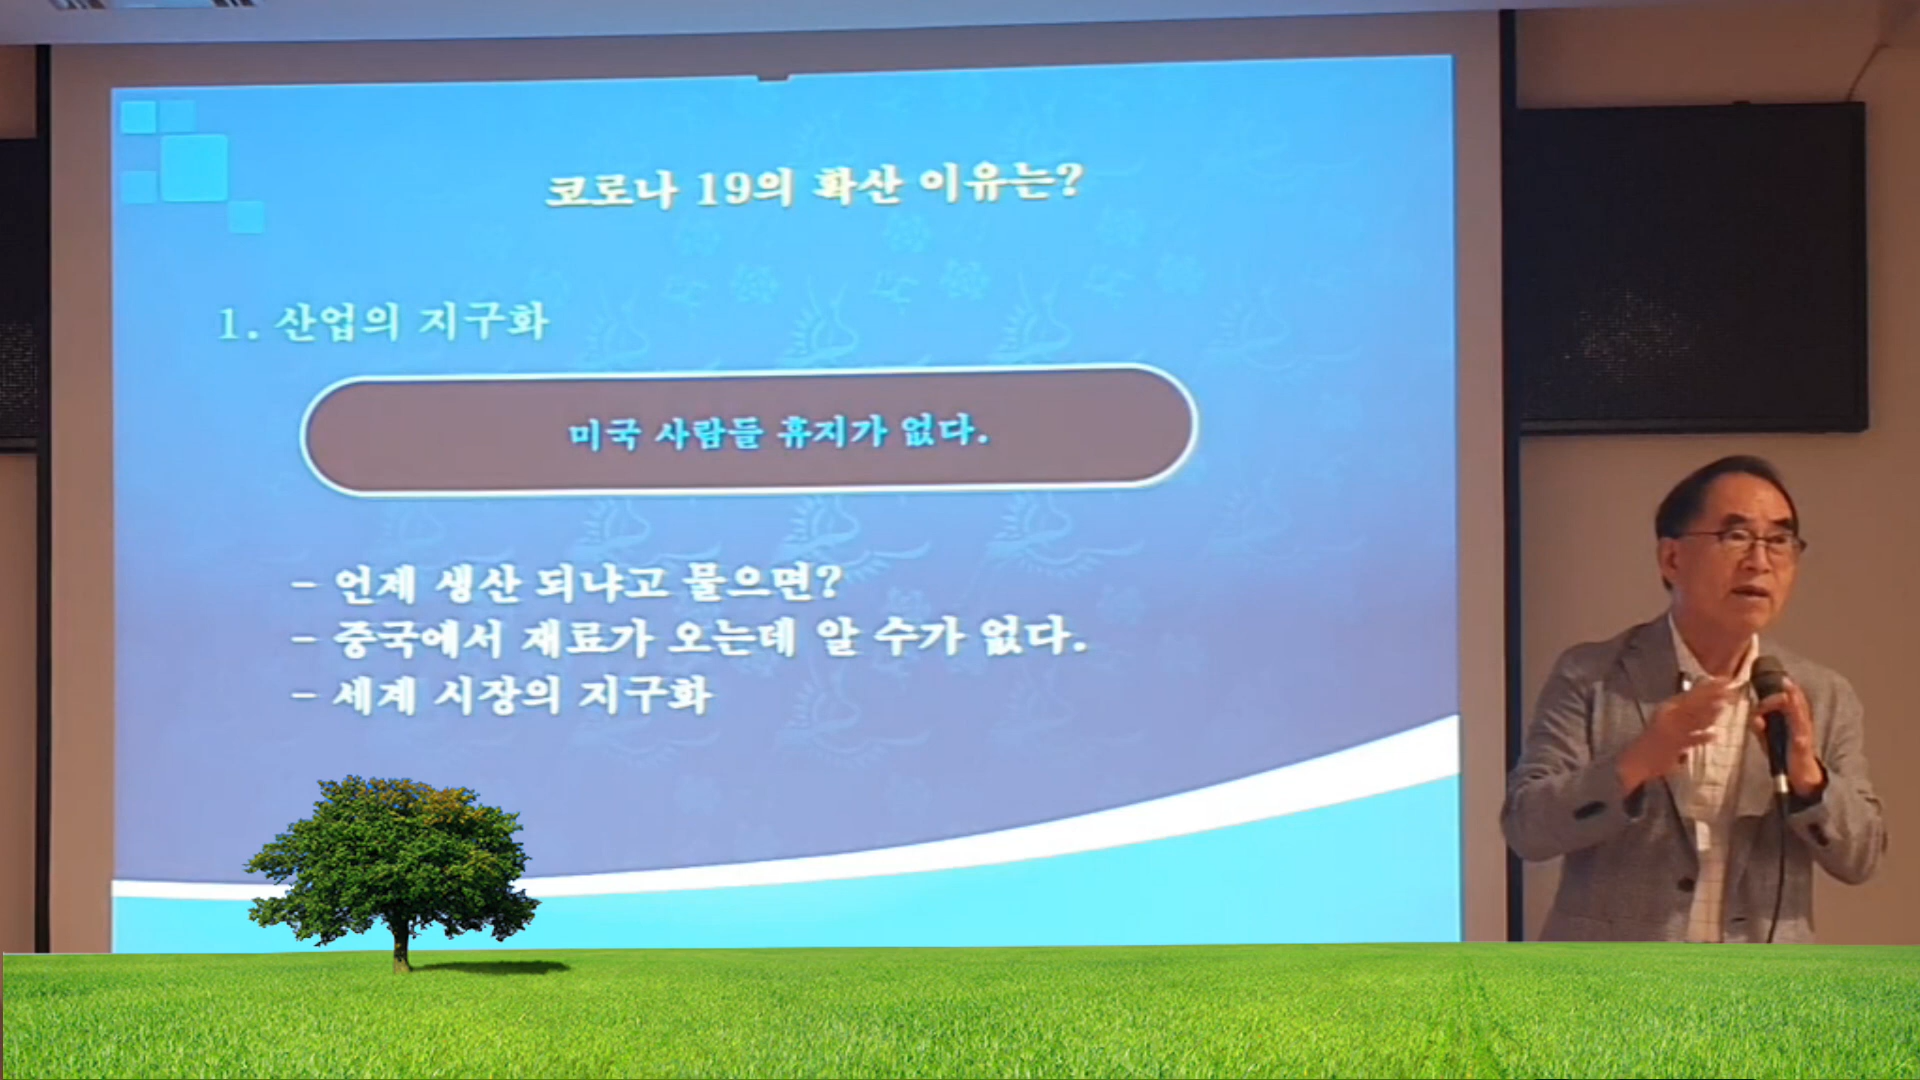 코로나 19의 확산 이유는?
1. 산업의 지구화
미국 사람들 휴지가 없다.
- 언제 생산 되냐고 물으면?
- 중국에서 재료가 오는데 알 수가 없다.
- 세계 시장의 지구화